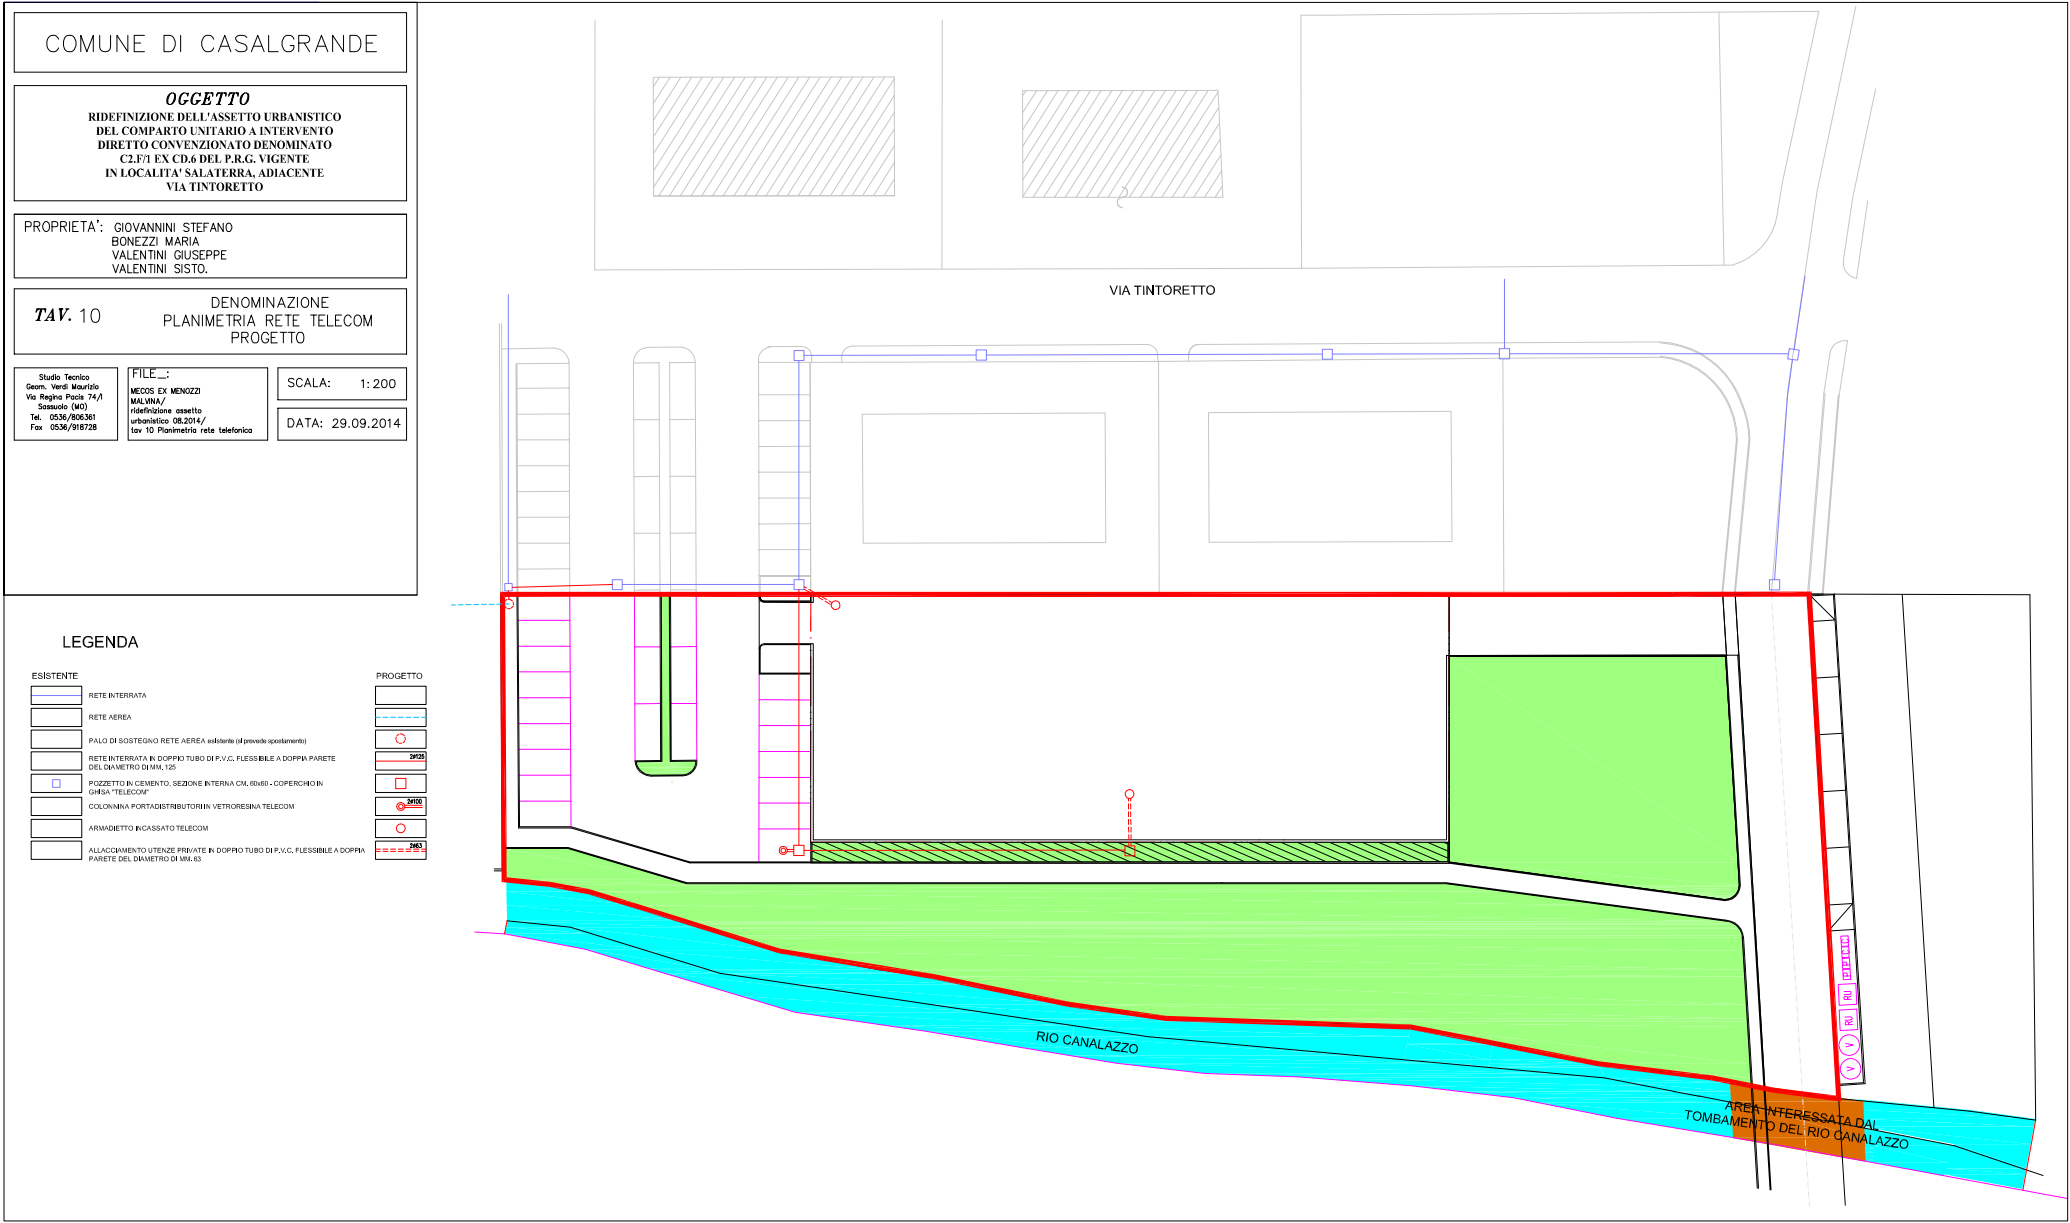 COMUNE DI CASALGRANDE
OGGETTO
RIDEFINIZIONE DELL'ASSETTO URBANISTICO
DEL COMPARTO UNITARIO A INTERVENTO
DIRETTO CONVENZIONATO DENOMINATO
C2.F/1 EX CD.6 DEL P.R.G. VIGENTE
IN LOCALITA' SALATERRA, ADIACENTE
VIA TINTORETTO
PROPRIETA': GIOVANNINI STEFANO
BONEZZI MARIA
VALENTINI GIUSEPPE
VALENTINI SISTO.
TAV. 10
DENOMINAZIONE
PLANIMETRIA RETE TELECOM
PROGETTO
Studio Tecnico
Geom. Verdi Maurizio
Via Regina Pacis 74/1
Sassuolo (MO)
Tel. 0536/806361
Fax 0536/918728
FILE_:
MECOS EX MENOZZI
MALVINA/
ridefinizione assetto
urbanistico 08.2014/
tav 10 Planimetria rete telefonica
SCALA: 1:200
DATA: 29.09.2014
VIA TINTORETTO
LEGENDA
ESISTENTE
PROGETTO
RETE INTERRATA
RETE AEREA
PALO DI SOSTEGNO RETE AEREA esistente (si prevede spostamento)
RETE INTERRATA IN DOPPIO TUBO DI P.V.C. FLESSIBILE A DOPPIA PARETE
DEL DIAMETRO DI MM. 125
2ø125
POZZETTO IN CEMENTO, SEZIONE INTERNA CM. 60x60 - COPERCHIO IN
GHISA "TELECOM"
COLONNINA PORTADISTRIBUTORI IN VETRORESINA TELECOM
2ø100
ARMADIETTO INCASSATO TELECOM
ALLACCIAMENTO UTENZE PRIVATE IN DOPPIO TUBO DI P.V.C. FLESSIBILE A DOPPIA
PARETE DEL DIAMETRO DI MM. 63
2ø63
RIO CANALAZZO
AREA INTERESSATA DAL
TOMBAMENTO DEL RIO CANALAZZO
P P C C
RU
RU
V
V